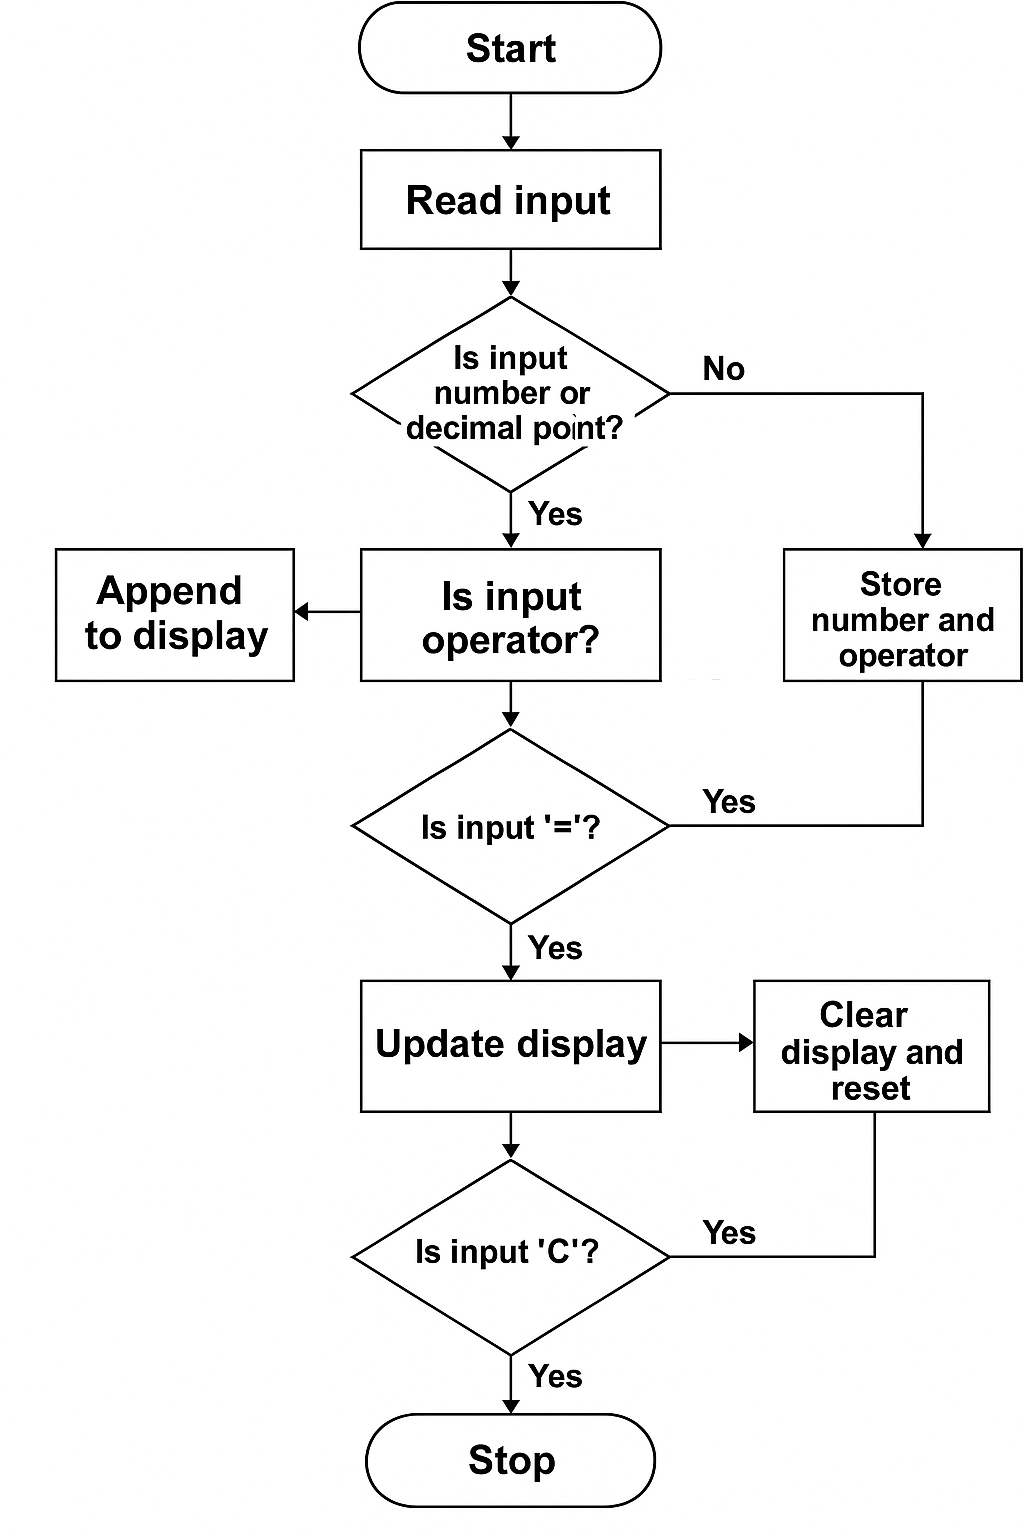 Start
Read input
Is input
number or
decimal point?
No
Yes
Append
to display
Is input
operator?
Store
number and
operator
Is input '='?
Yes
Yes
Update display
Clear
display and
reset
Is input 'C'?
Yes
Yes
Stop